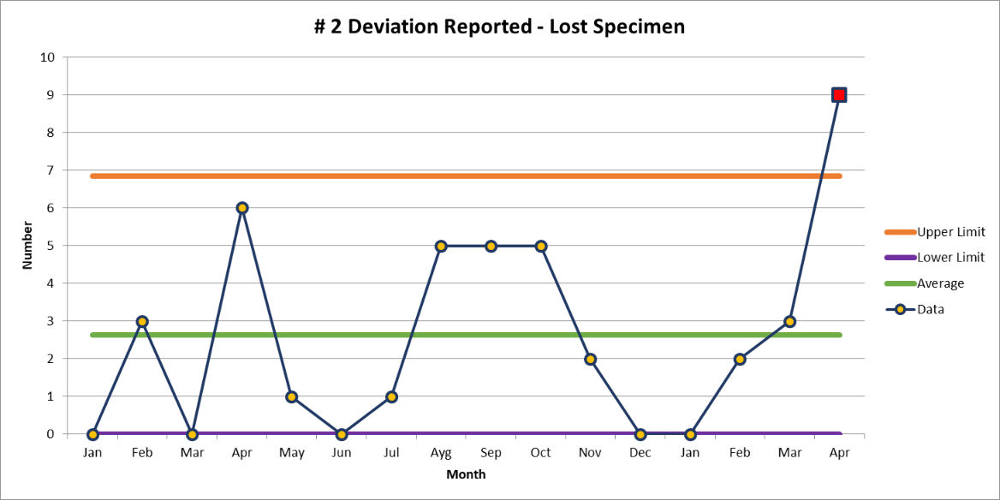 # 2 Deviation Reported - Lost Specimen
10
9
8
7
6
5
4
3
2
1
0
Number
Jan Feb Mar Apr May Jun Jul Ayg Sep Oct Nov Dec Jan Feb Mar Apr
Month
Upper Limit
Lower Limit
Average
Data